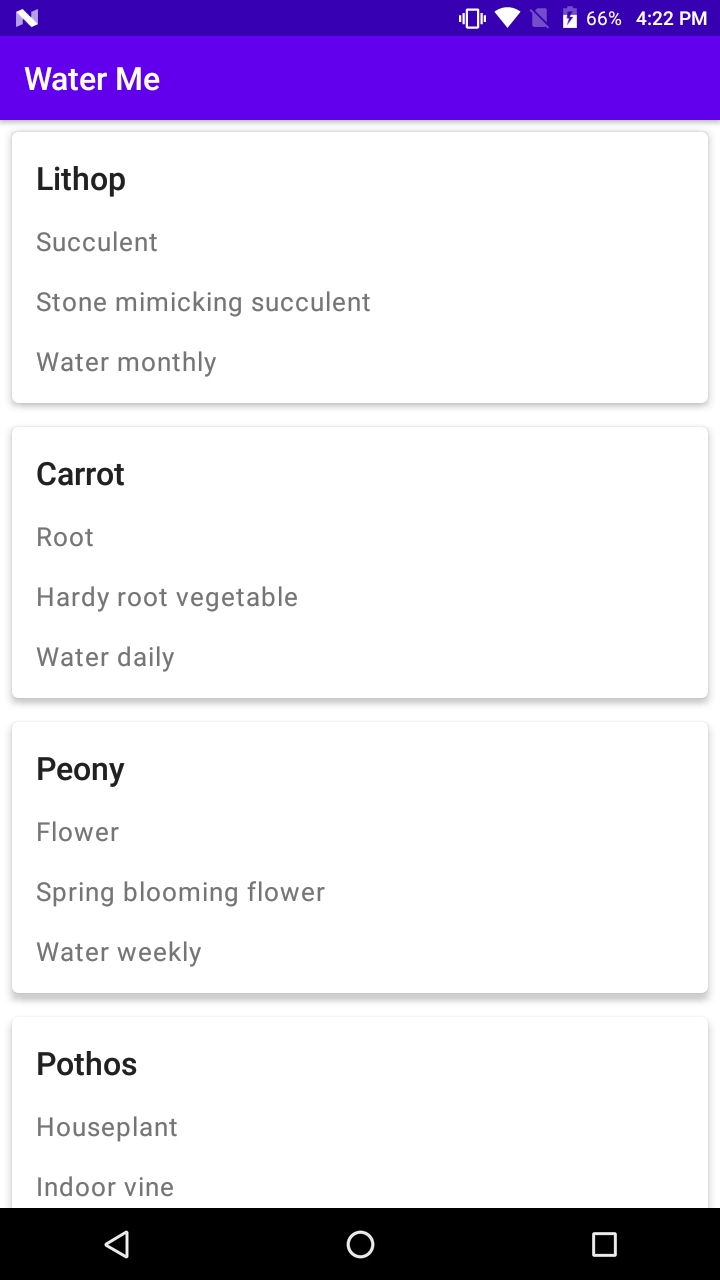 66% 4:22 PM
Water Me
Lithop
Succulent
Stone mimicking succulent
Water monthly
Carrot
Root
Hardy root vegetable
Water daily
Peony
Flower
Spring blooming flower
Water weekly
Pothos
Houseplant
Indoor vine